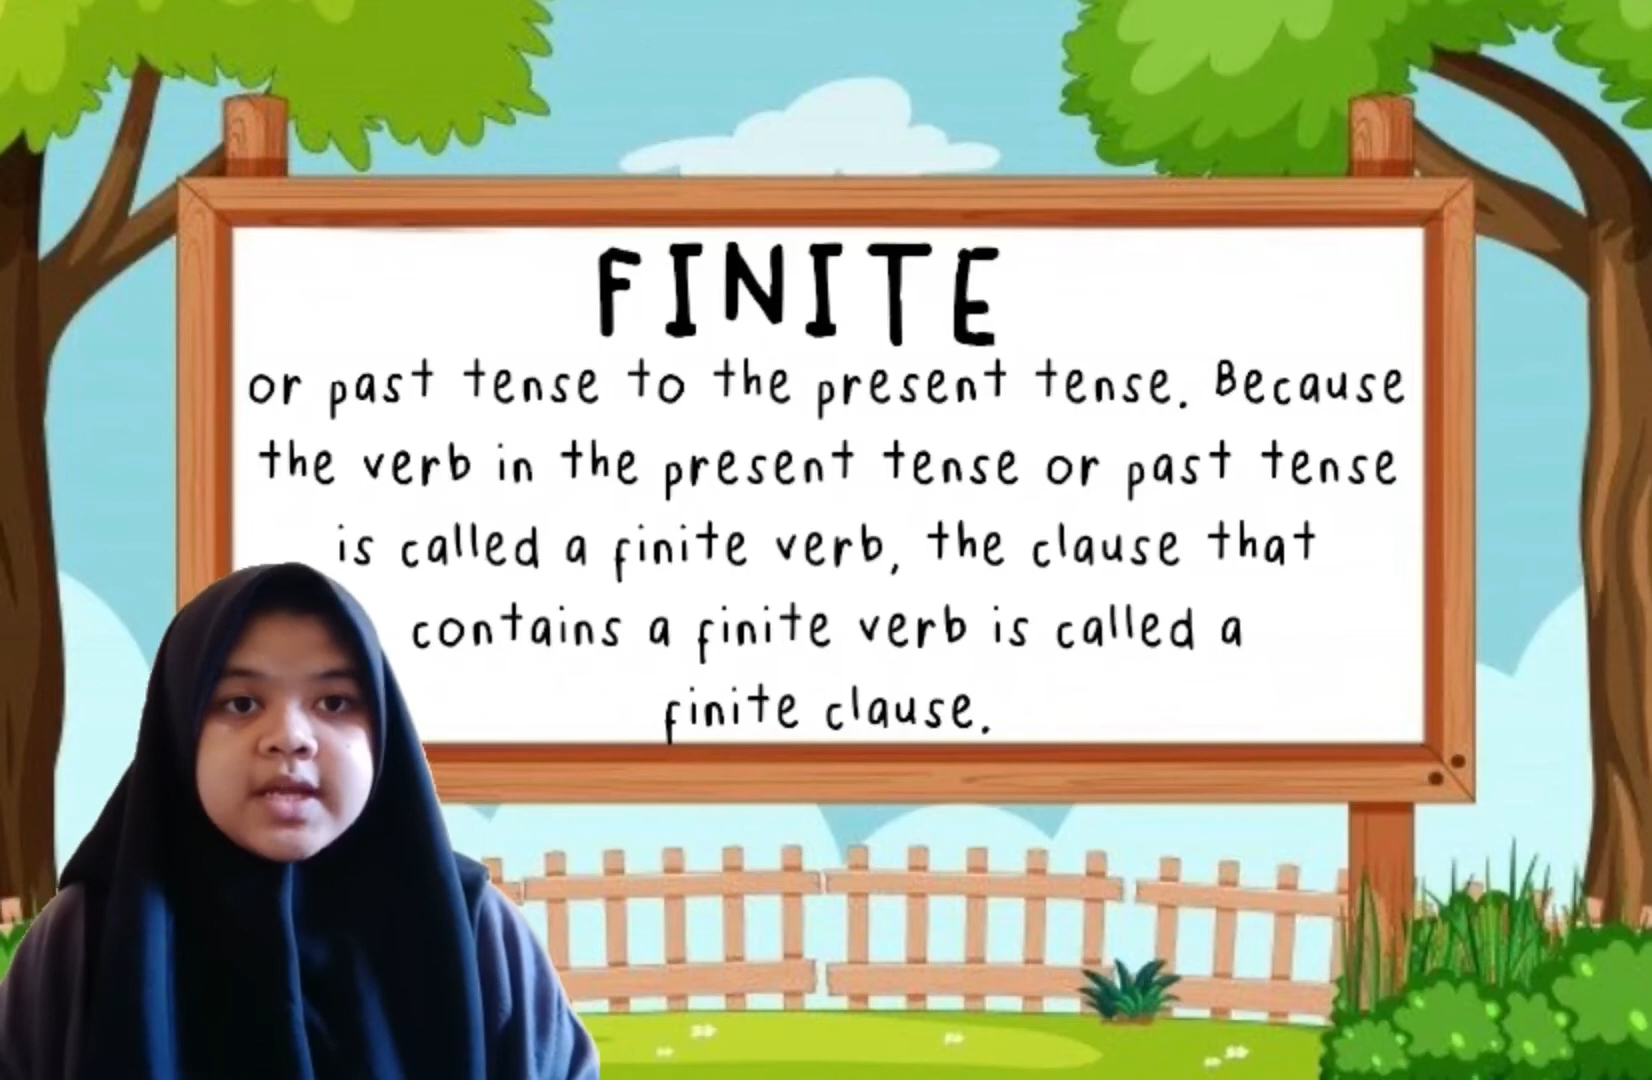 FINITE
or past tense to the present tense. Because
the verb in the present tense or past tense
is called a finite verb, the clause that
contains a finite verb is called a
finite clause.